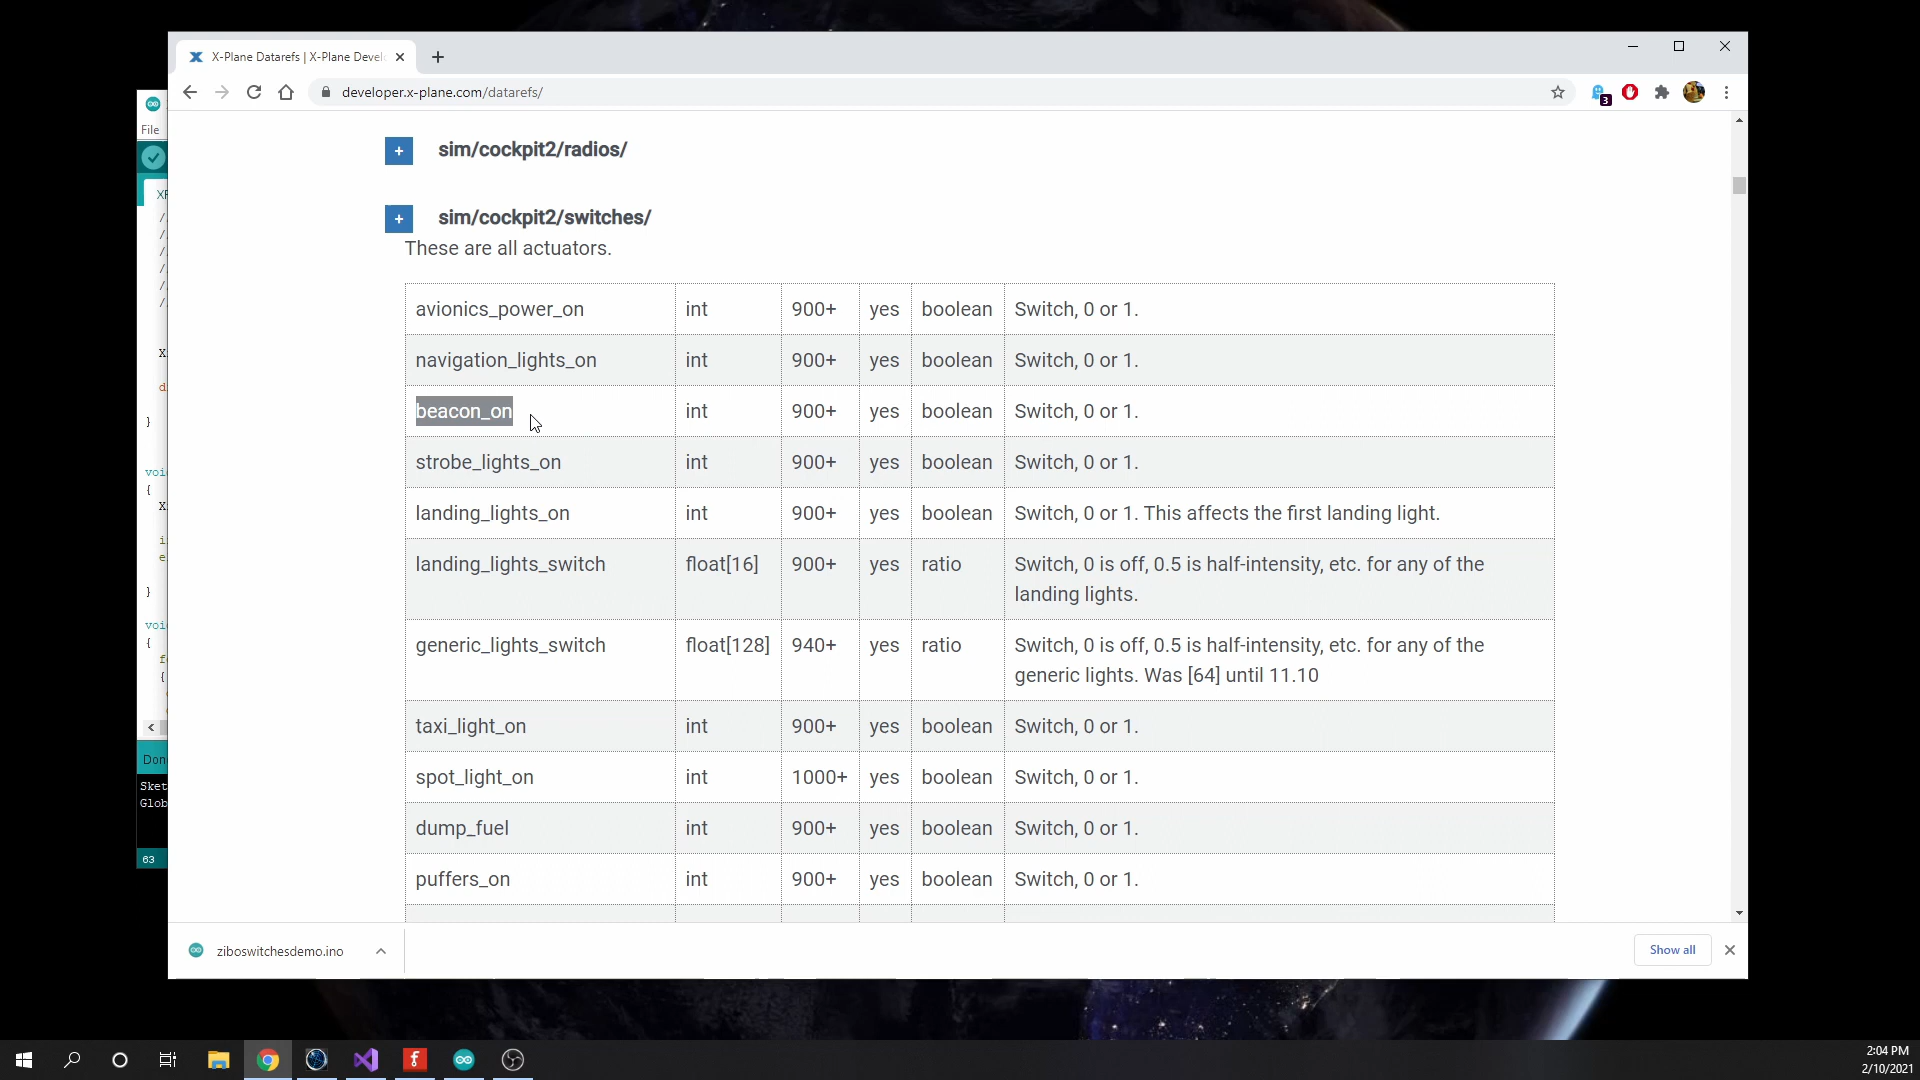 X-Plane Datarefs | X-Plane Devel
developer.x-plane.com/datarefs/
3
File
+ sim/cockpit2/radios/
+ sim/cockpit2/switches/
These are all actuators.
avionics_power_on int 900+ yes boolean Switch, 0 or 1.
navigation_lights_on int 900+ yes boolean Switch, 0 or 1.
beacon_on int 900+ yes boolean Switch, 0 or 1.
strobe_lights_on int 900+ yes boolean Switch, 0 or 1.
landing_lights_on int 900+ yes boolean Switch, 0 or 1. This affects the first landing light.
landing_lights_switch float[16] 900+ yes ratio Switch, 0 is off, 0.5 is half-intensity, etc. for any of the
landing lights.
generic_lights_switch float[128] 940+ yes ratio Switch, 0 is off, 0.5 is half-intensity, etc. for any of the
generic lights. Was [64] until 11.10
taxi_light_on int 900+ yes boolean Switch, 0 or 1.
spot_light_on int 1000+ yes boolean Switch, 0 or 1.
dump_fuel int 900+ yes boolean Switch, 0 or 1.
puffers_on int 900+ yes boolean Switch, 0 or 1.
XP
//
//
//
/
/
//
X
d
}
voi
{
X
i
e
}
voi
{
f
{
Don
Sket
Glob
63
ziboswitchesdemo.ino
Show all
2:04 PM
2/10/2021